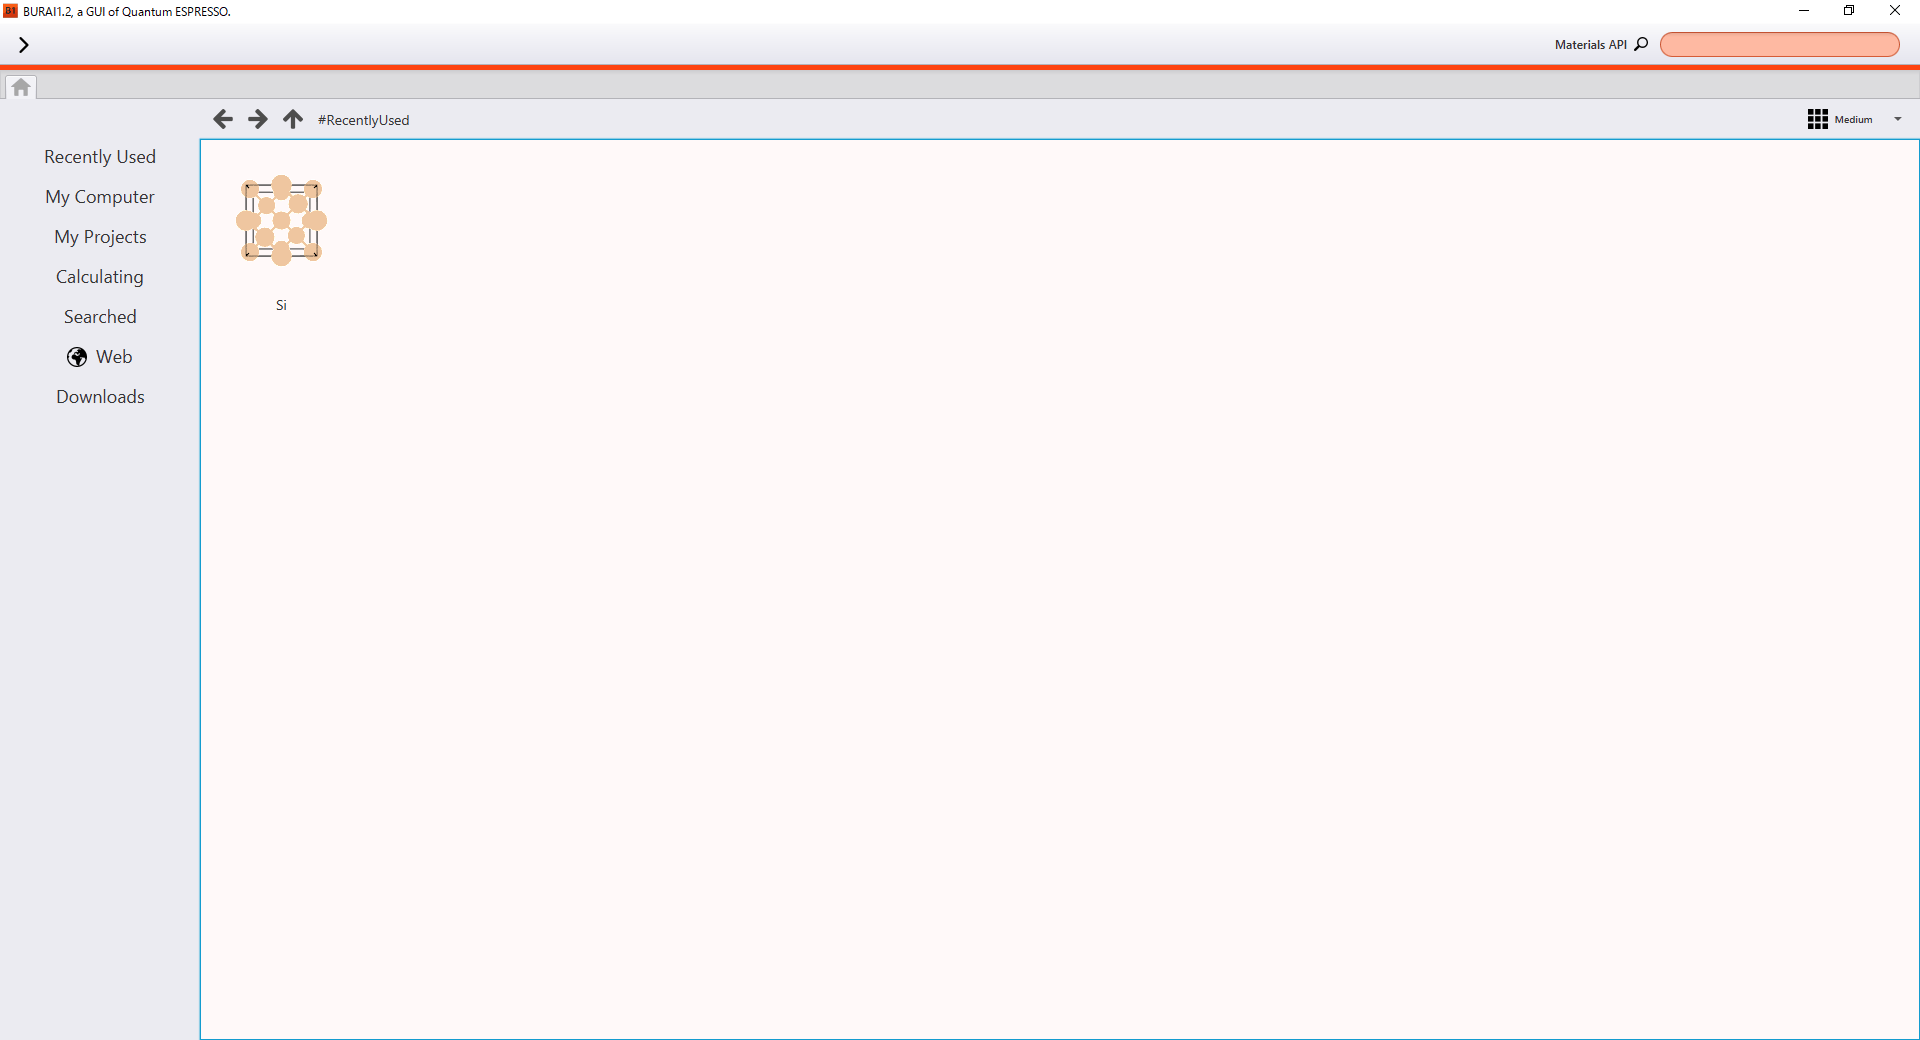 B1 BURAI1.2, a GUI of Quantum ESPRESSO.
Materials API
#RecentlyUsed
Medium
Recently Used
My Computer
My Projects
Calculating
Searched
Web
Downloads
Si